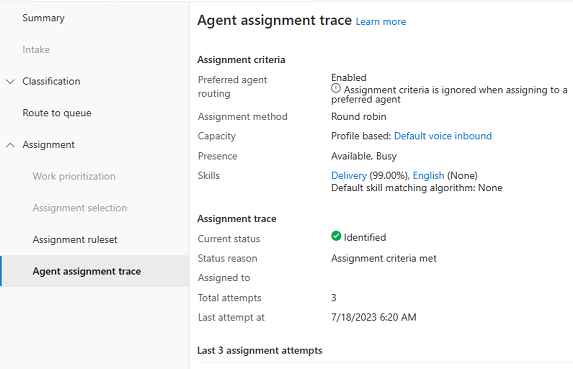 Summary
Intake
Classification
Route to queue
Assignment
Work prioritization
Assignment selection
Assignment ruleset
Agent assignment trace
Agent assignment trace Learn more
Assignment criteria
Preferred agent routing Enabled
Assignment criteria is ignored when assigning to a preferred agent
Assignment method Round robin
Capacity Profile based: Default voice inbound
Presence Available, Busy
Skills Delivery (99.00%), English (None)
Default skill matching algorithm: None
Assignment trace
Current status Identified
Status reason Assignment criteria met
Assigned to
Total attempts 3
Last attempt at 7/18/2023 6:20 AM
Last 3 assignment attempts